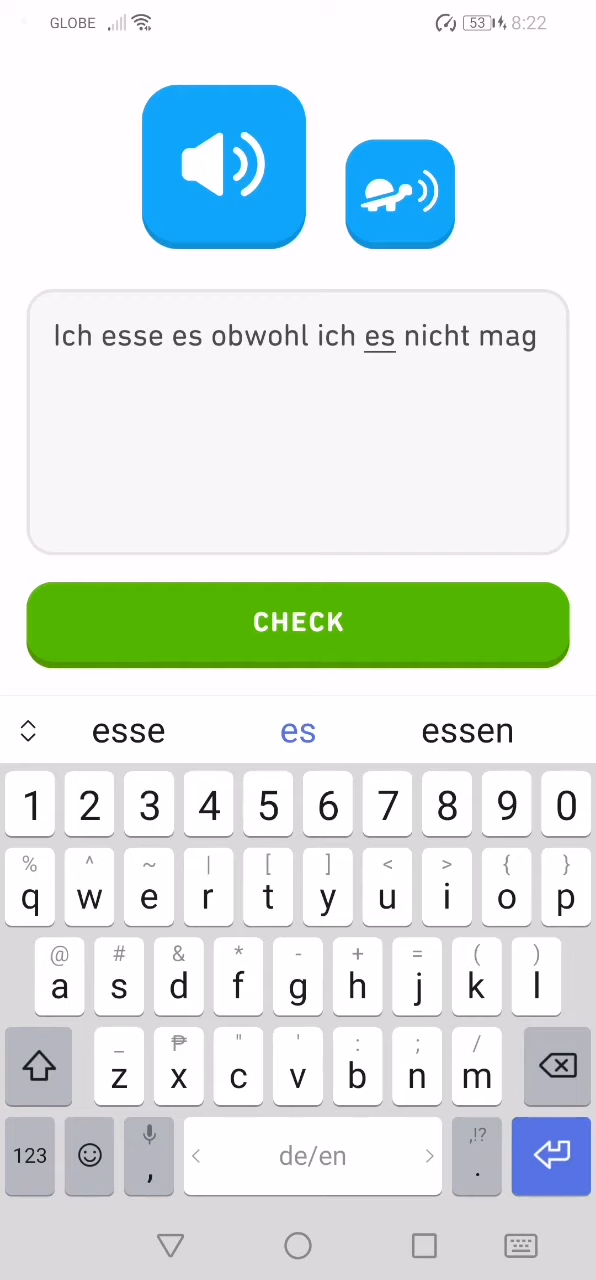 GLOBE 53 8:22
Ich esse es obwohl ich es nicht mag
CHECK
esse es essen
1 2 3 4 5 6 7 8 9 0
% ^ ~ | [ ] < > { }
q w e r t y u i o p
@ # & * - + = ( )
a s d f g h j k l
_ ₱ " ' : ; /
z x c v b n m
,!?
123 , < de/en > .